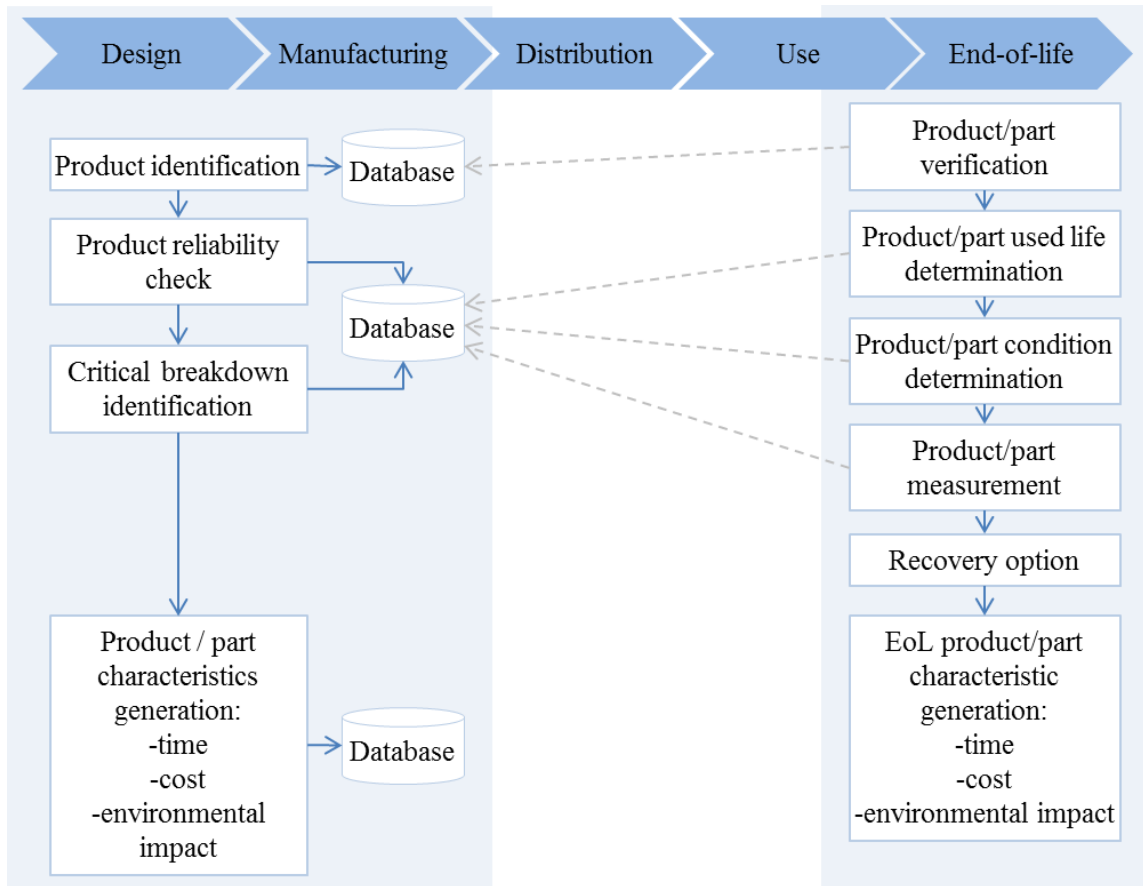 Design
Manufacturing
Distribution
Use
End-of-life
Product identification
Database
Product reliability
check
Database
Critical breakdown
identification
Product / part
characteristics
generation:
-time
-cost
-environmental
impact
Database
Product/part
verification
Product/part used life
determination
Product/part condition
determination
Product/part
measurement
Recovery option
EoL product/part
characteristic
generation:
-time
-cost
-environmental impact